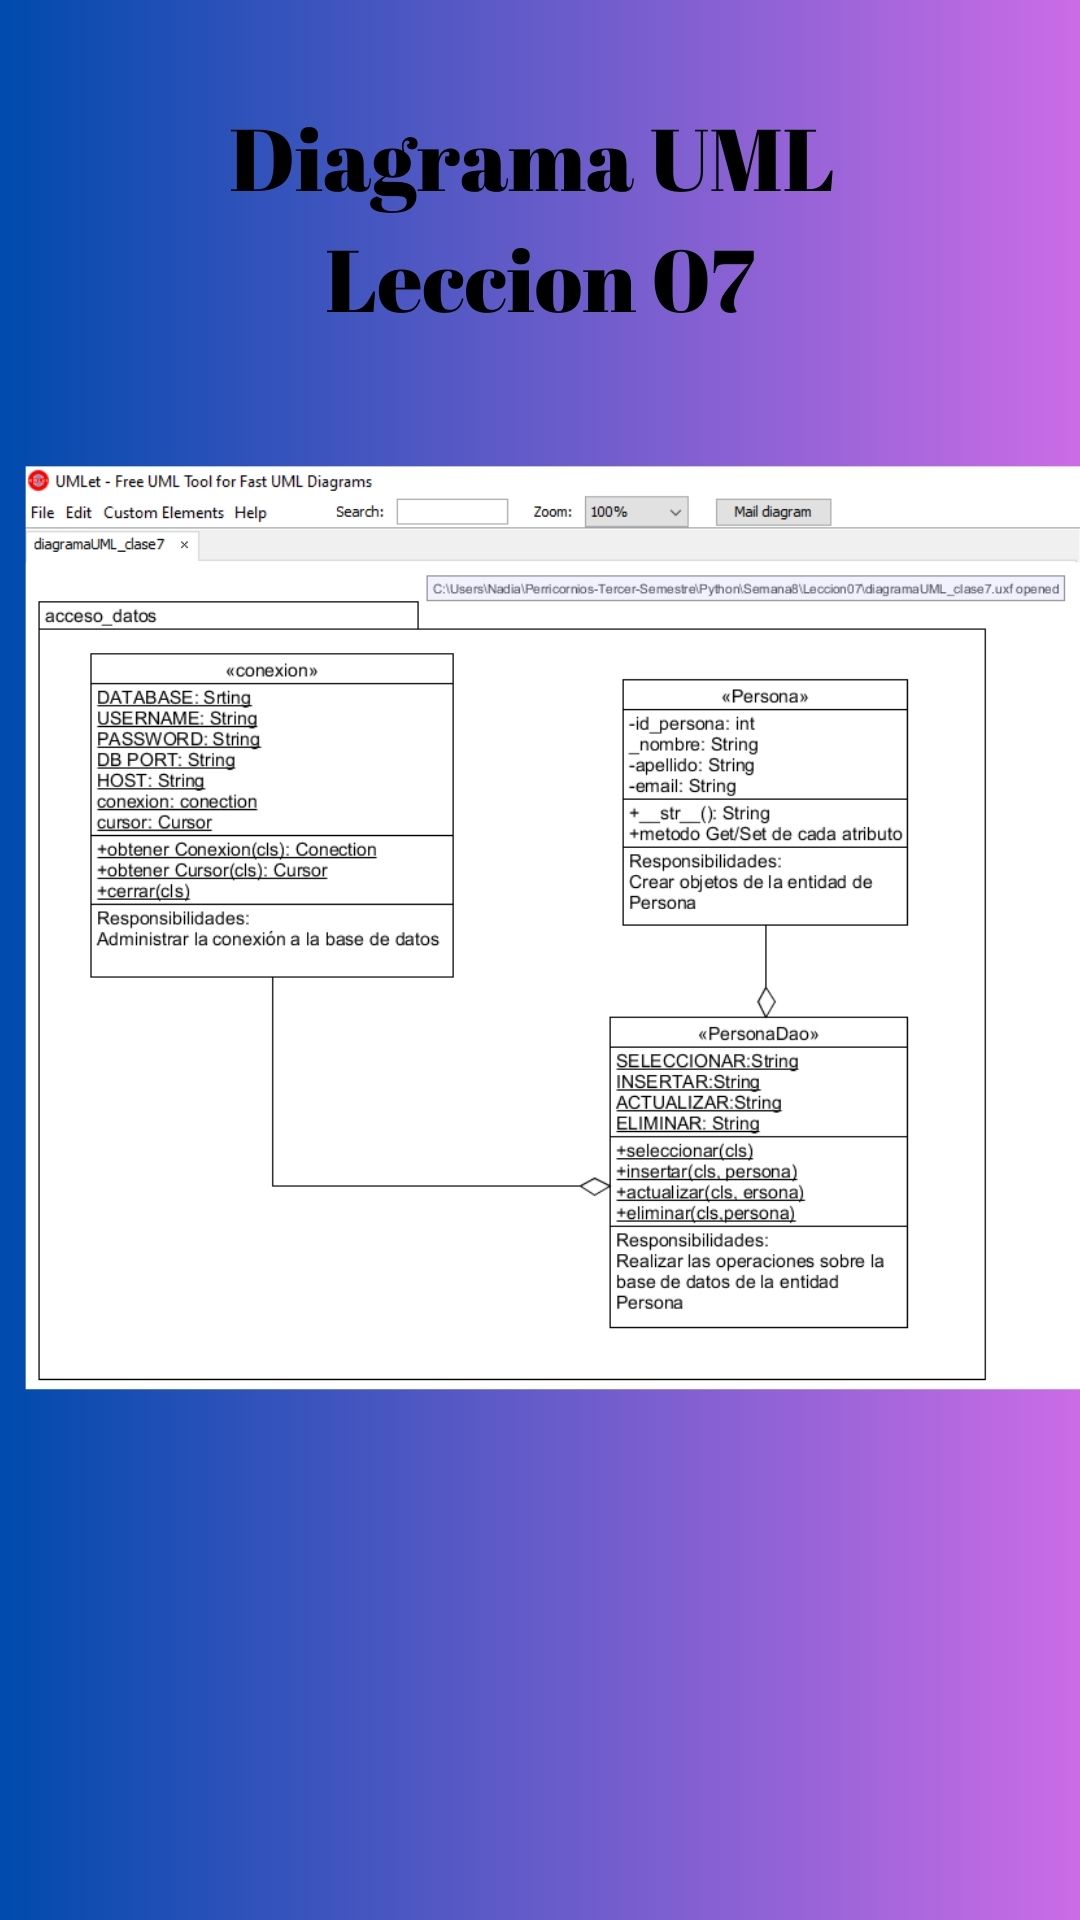 Diagrama UML
Leccion 07
UMLet - Free UML Tool for Fast UML Diagrams
File Edit Custom Elements Help Search: Zoom: 100% Mail diagram
diagramaUML_clase7 ×
C:\Users\Nadia\Perricornios-Tercer-Semestre\Python\Semana8\Leccion07\diagramaUML_clase7.uxf opened
acceso_datos
«conexion»
DATABASE: Srting
USERNAME: String
PASSWORD: String
DB PORT: String
HOST: String
conexion: conection
cursor: Cursor
+obtener Conexion(cls): Conection
+obtener Cursor(cls): Cursor
+cerrar(cls)
Responsibilidades:
Administrar la conexión a la base de datos
«Persona»
-id_persona: int
_nombre: String
-apellido: String
-email: String
+__str__(): String
+metodo Get/Set de cada atributo
Responsibilidades:
Crear objetos de la entidad de
Persona
«PersonaDao»
SELECCIONAR:String
INSERTAR:String
ACTUALIZAR:String
ELIMINAR: String
+seleccionar(cls)
+insertar(cls, persona)
+actualizar(cls, ersona)
+eliminar(cls,persona)
Responsibilidades:
Realizar las operaciones sobre la
base de datos de la entidad
Persona